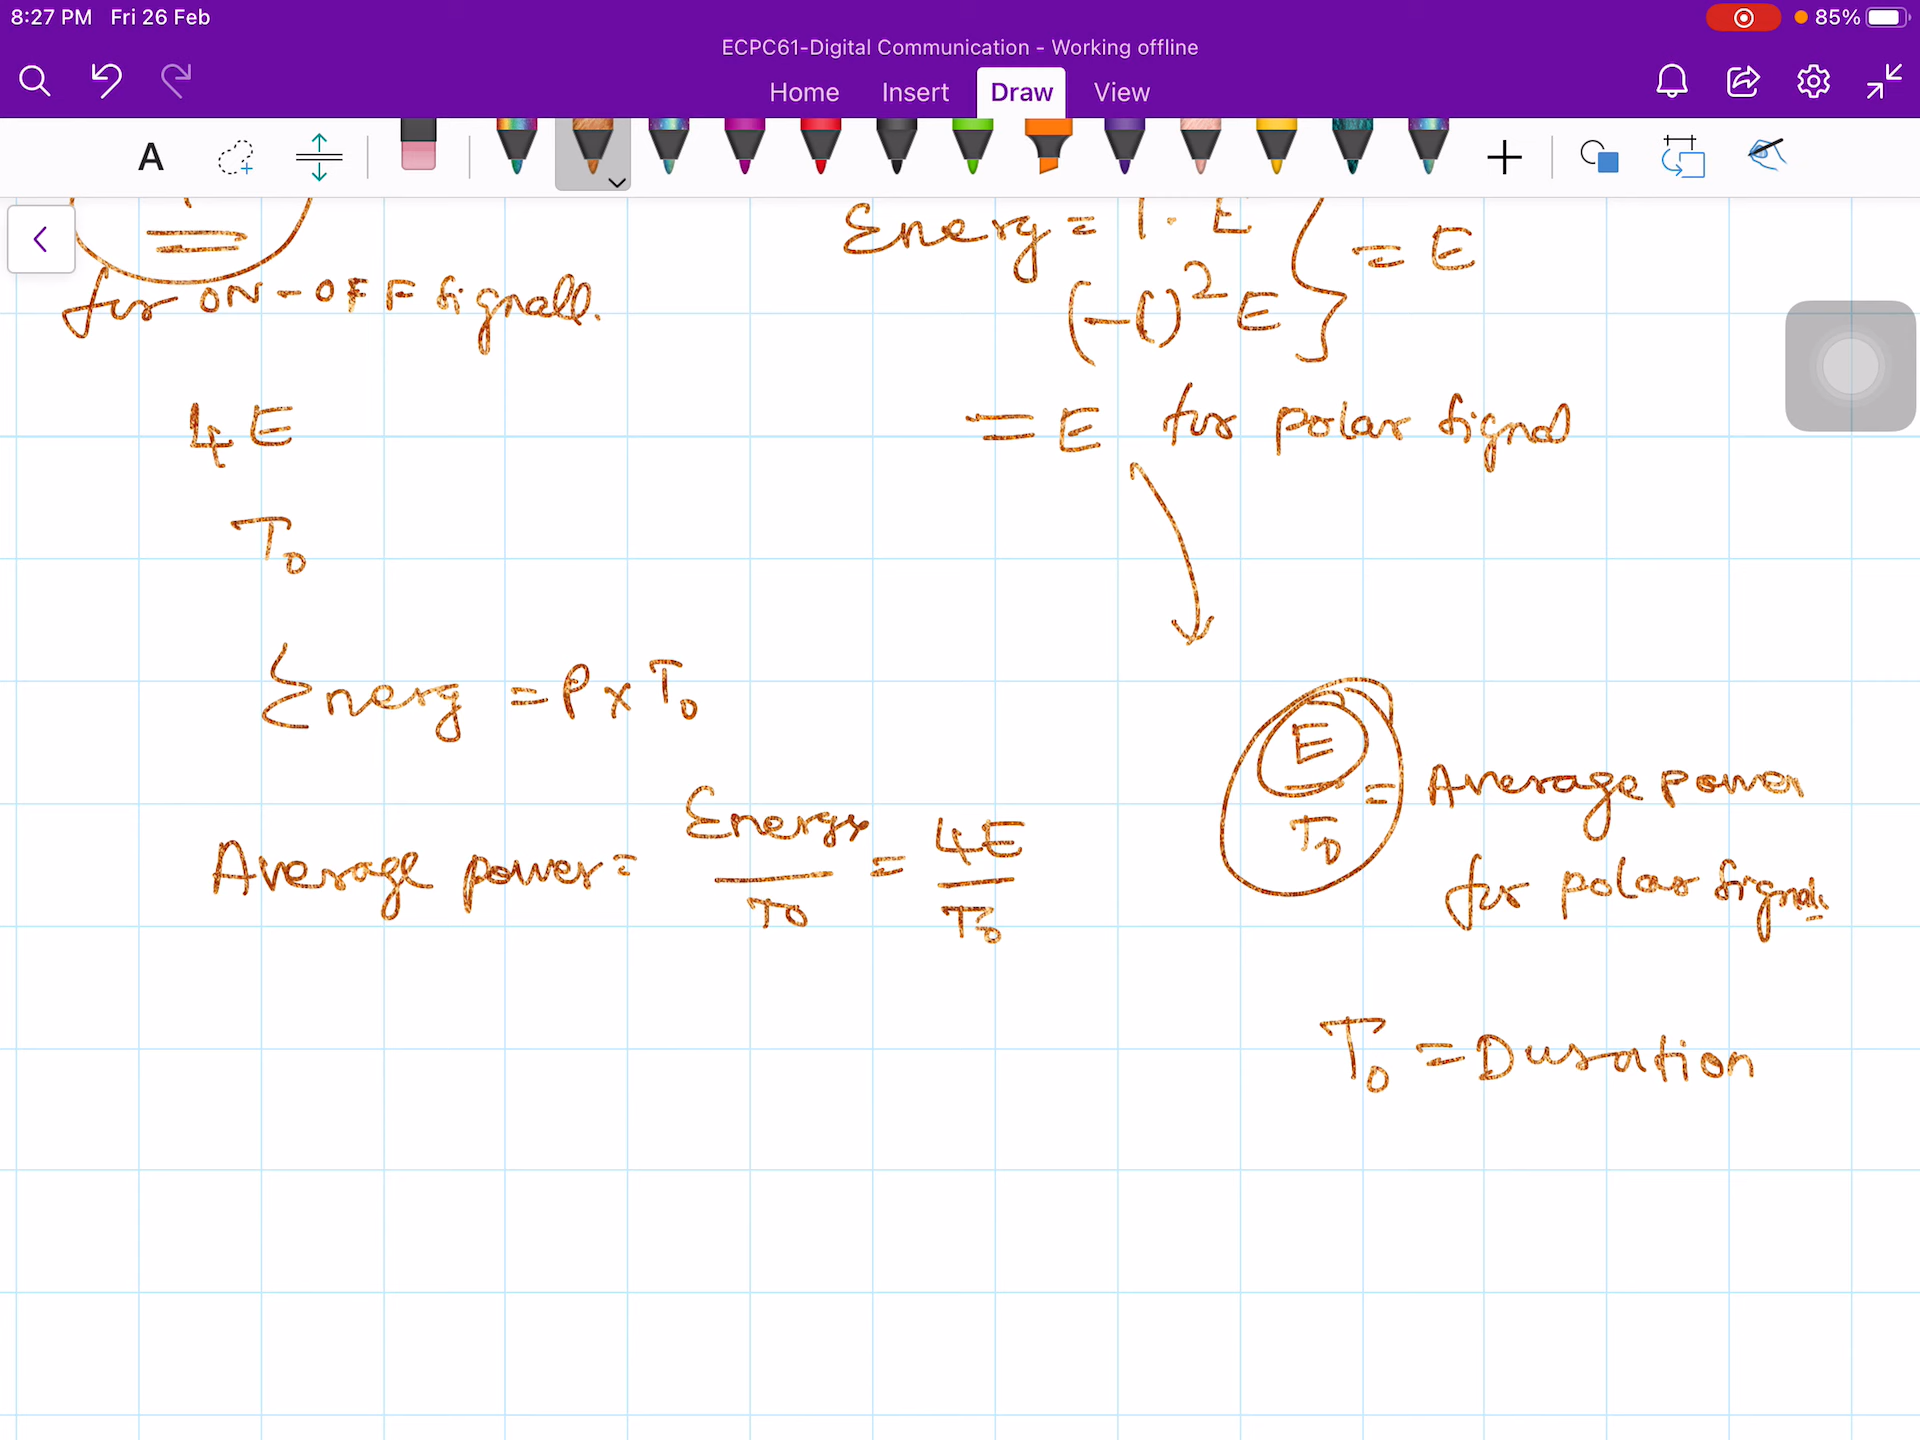 8:27 PM Fri 26 Feb
85%
ECPC61-Digital Communication - Working offline
Home Insert Draw View
A
for ON-OFF Signall.
4E
T₀
Energ = P x T₀
Average power = Energy / T₀ = 4E / T₀
Energ = 1. E
(-1)² E } = E
= E for polar Signal
E / T₀ = Average power
for polar Signal.
T₀ = Duration